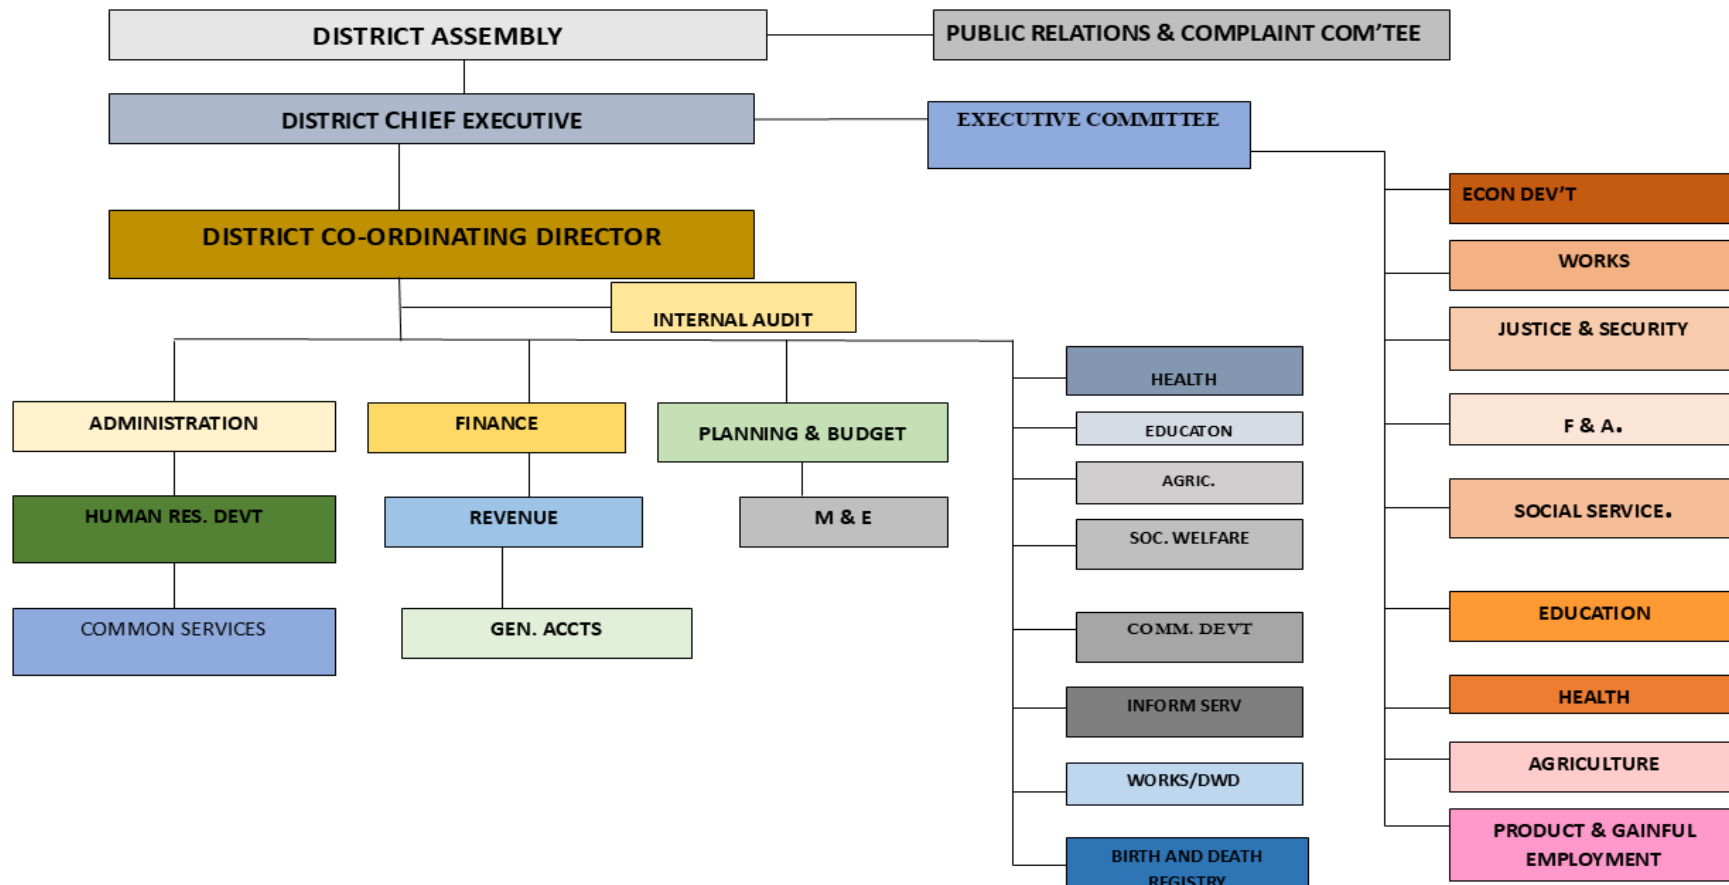 DISTRICT ASSEMBLY
PUBLIC RELATIONS & COMPLAINT COM’TEE
DISTRICT CHIEF EXECUTIVE
EXECUTIVE COMMITTEE
DISTRICT CO-ORDINATING DIRECTOR
INTERNAL AUDIT
ADMINISTRATION
HUMAN RES. DEVT
COMMON SERVICES
FINANCE
REVENUE
GEN. ACCTS
PLANNING & BUDGET
M & E
HEALTH
EDUCATON
AGRIC.
SOC. WELFARE
COMM. DEVT
INFORM SERV
WORKS/DWD
BIRTH AND DEATH
REGISTRY
ECON DEV’T
WORKS
JUSTICE & SECURITY
F & A.
SOCIAL SERVICE.
EDUCATION
HEALTH
AGRICULTURE
PRODUCT & GAINFUL
EMPLOYMENT